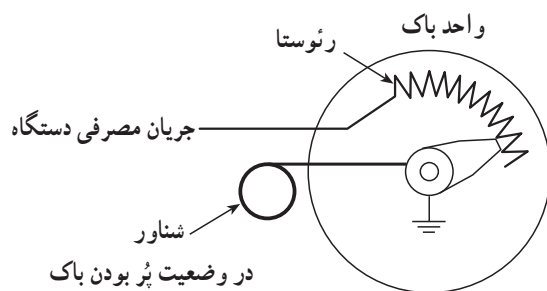 واحد باک
رئوستا
جریان مصرفی دستگاه
شناور
در وضعیت پُر بودن باک